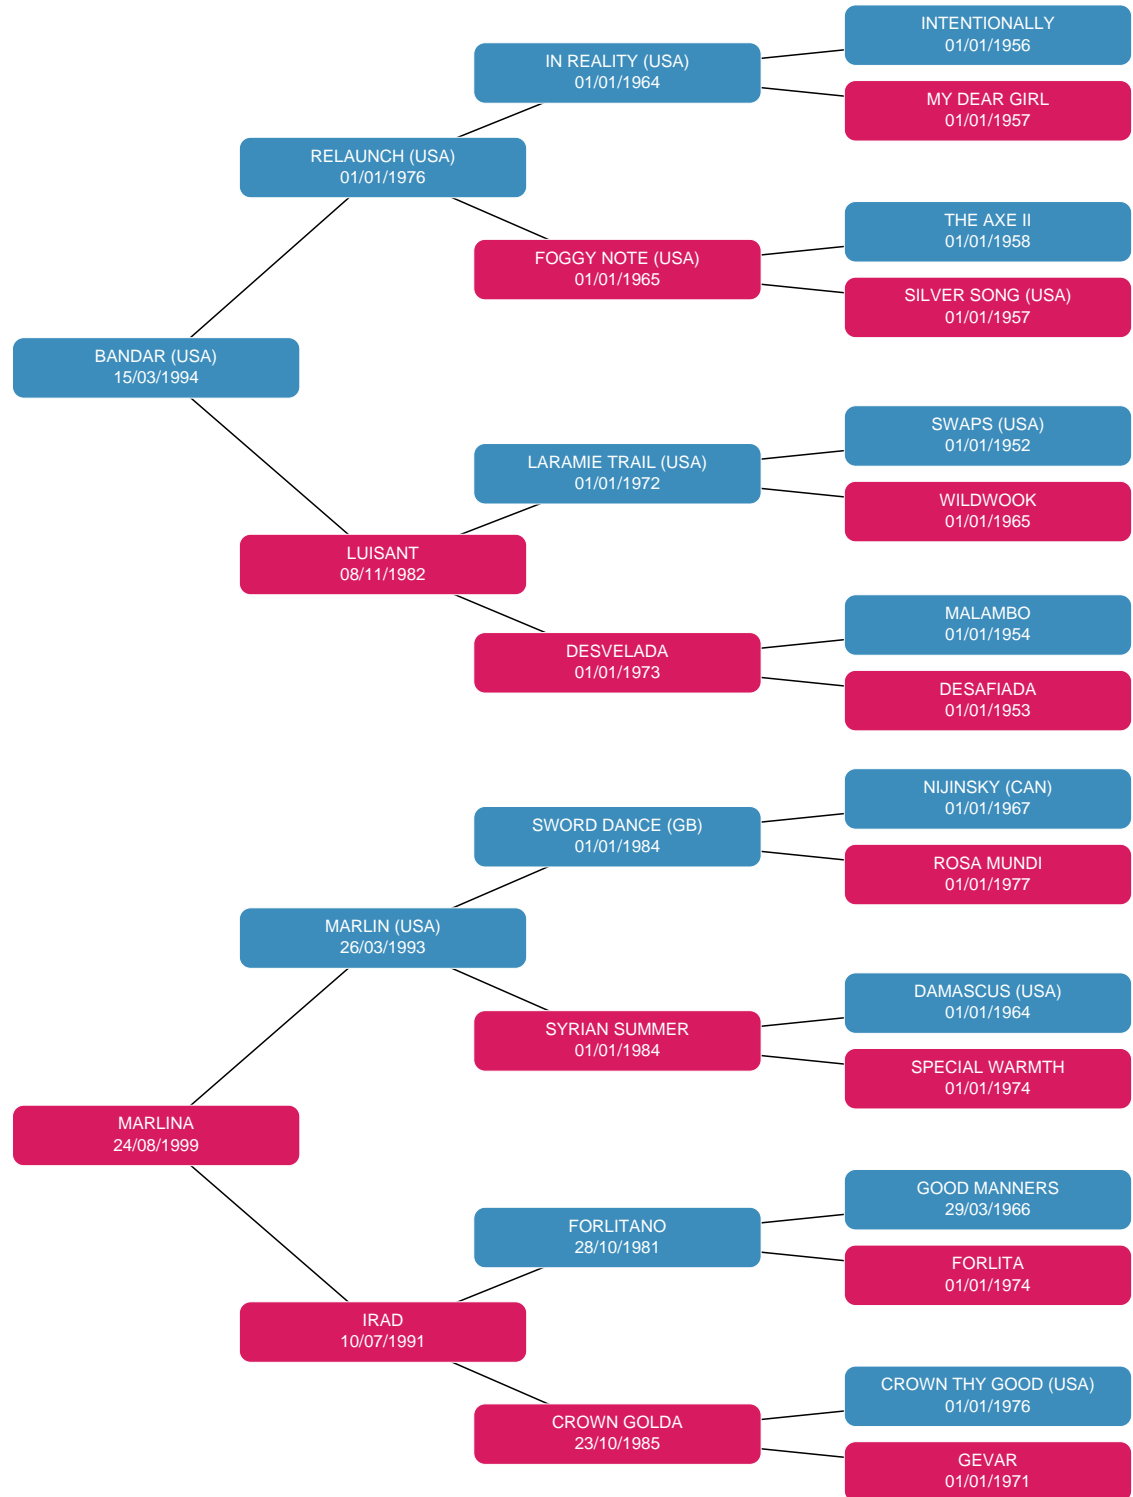 INTENTIONALLY
01/01/1956
IN REALITY (USA)
01/01/1964
MY DEAR GIRL
01/01/1957
RELAUNCH (USA)
01/01/1976
THE AXE II
01/01/1958
FOGGY NOTE (USA)
01/01/1965
SILVER SONG (USA)
01/01/1957
BANDAR (USA)
15/03/1994
SWAPS (USA)
01/01/1952
LARAMIE TRAIL (USA)
01/01/1972
WILDWOOK
01/01/1965
LUISANT
08/11/1982
MALAMBO
01/01/1954
DESVELADA
01/01/1973
DESAFIADA
01/01/1953
NIJINSKY (CAN)
01/01/1967
SWORD DANCE (GB)
01/01/1984
ROSA MUNDI
01/01/1977
MARLIN (USA)
26/03/1993
DAMASCUS (USA)
01/01/1964
SYRIAN SUMMER
01/01/1984
SPECIAL WARMTH
01/01/1974
MARLINA
24/08/1999
GOOD MANNERS
29/03/1966
FORLITANO
28/10/1981
FORLITA
01/01/1974
IRAD
10/07/1991
CROWN THY GOOD (USA)
01/01/1976
CROWN GOLDA
23/10/1985
GEVAR
01/01/1971